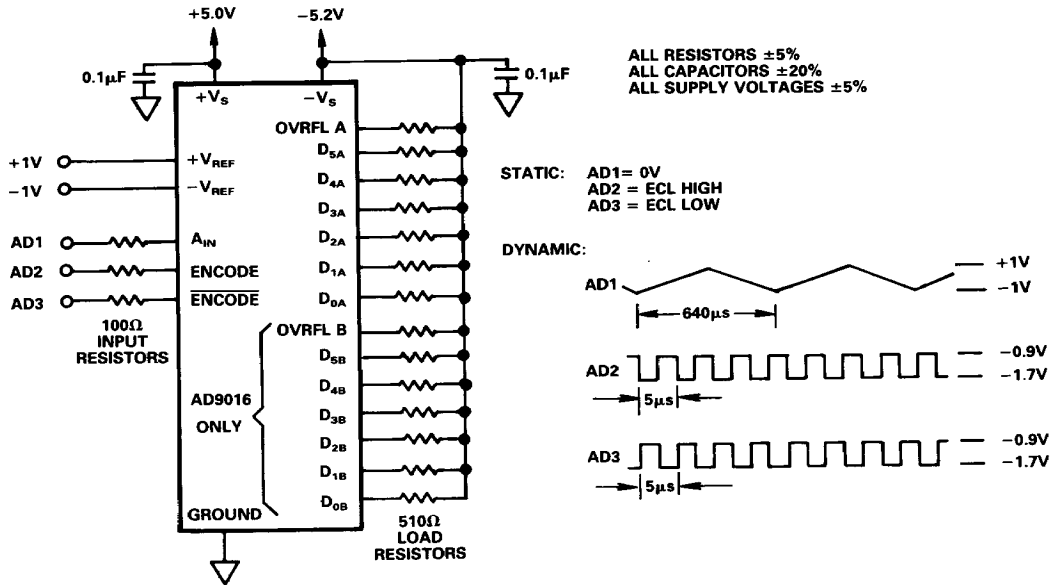 +5.0V
−5.2V
0.1µF
0.1µF
+VS
−VS
ALL RESISTORS ±5%
ALL CAPACITORS ±20%
ALL SUPPLY VOLTAGES ±5%
+1V
−1V
AD1
AD2
AD3
+VREF
−VREF
AIN
ENCODE
ENCODE
100Ω
INPUT
RESISTORS
AD9016
ONLY
GROUND
OVRFL A
D5A
D4A
D3A
D2A
D1A
D0A
OVRFL B
D5B
D4B
D3B
D2B
D1B
D0B
510Ω
LOAD
RESISTORS
STATIC: AD1= 0V
AD2 = ECL HIGH
AD3 = ECL LOW
DYNAMIC:
AD1
+1V
−1V
640µs
AD2
−0.9V
−1.7V
5µs
AD3
−0.9V
−1.7V
5µs